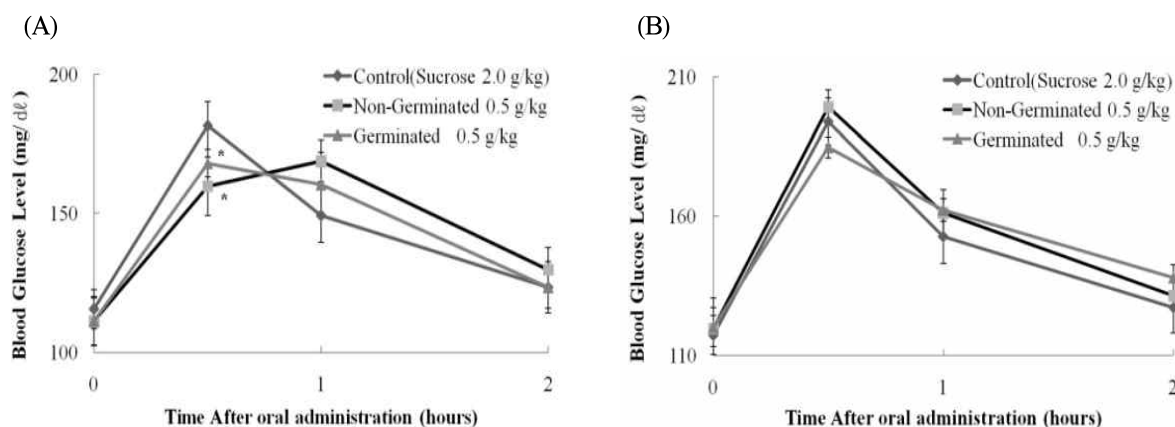 (A)
200
150
100
0
1
2
Blood Glucose Level (mg/ ㎗)
Control(Sucrose 2.0 g/kg)
Non-Germinated 0.5 g/kg
Germinated 0.5 g/kg
*
*
Time After oral administration (hours)
(B)
210
160
110
0
1
2
Blood Glucose Level (mg/ ㎗)
Control(Sucrose 2.0 g/kg)
Non-Germinated 0.5 g/kg
Germinated 0.5 g/kg
Time After oral administration (hours)